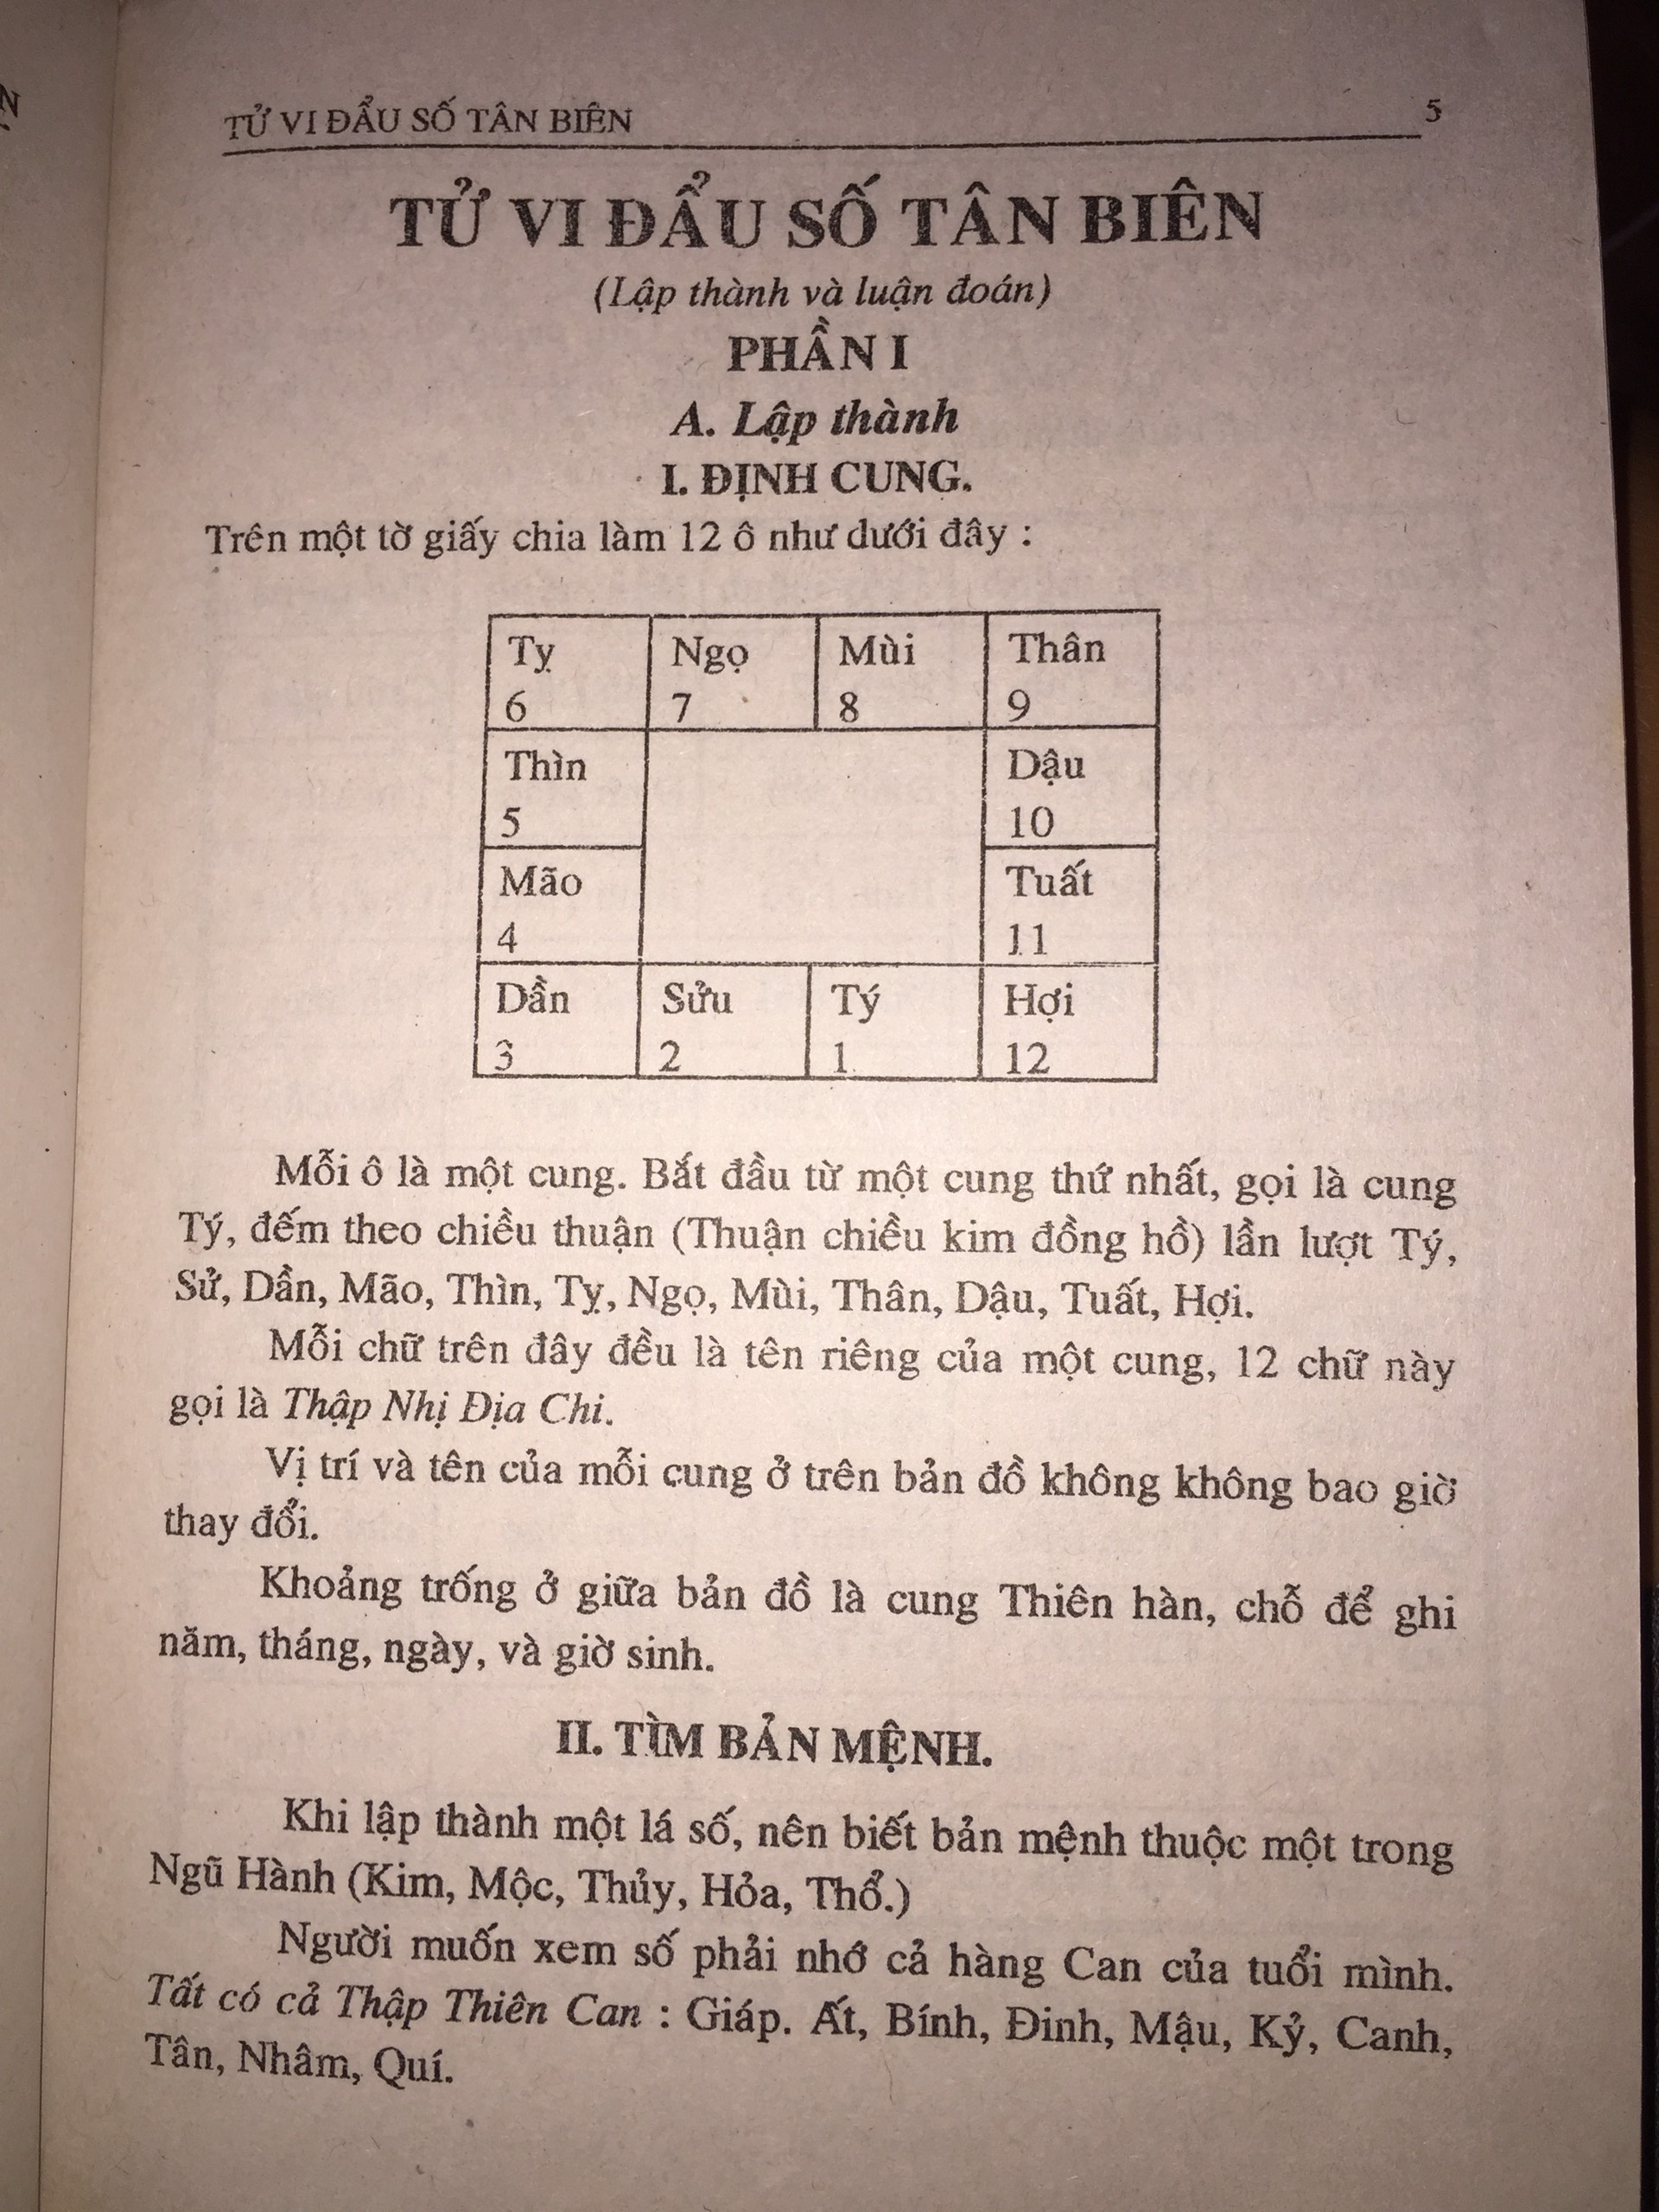 TỬ VI ĐẨU SỐ TÂN BIÊN 5
TỬ VI ĐẨU SỐ TÂN BIÊN
(Lập thành và luận đoán)
PHẦN I
A. Lập thành
I. ĐỊNH CUNG.
Trên một tờ giấy chia làm 12 ô như dưới đây :
Tỵ Ngọ Mùi Thân
6 7 8 9
Thìn Dậu
5 10
Mão Tuất
4 11
Dần Sửu Tý Hợi
3 2 1 12
Mỗi ô là một cung. Bắt đầu từ một cung thứ nhất, gọi là cung
Tý, đếm theo chiều thuận (Thuận chiều kim đồng hồ) lần lượt Tý,
Sử, Dần, Mão, Thìn, Tỵ, Ngọ, Mùi, Thân, Dậu, Tuất, Hợi.
Mỗi chữ trên đây đều là tên riêng của một cung, 12 chữ này
gọi là Thập Nhị Địa Chi.
Vị trí và tên của mỗi cung ở trên bản đồ không không bao giờ
thay đổi.
Khoảng trống ở giữa bản đồ là cung Thiên hàn, chỗ để ghi
năm, tháng, ngày, và giờ sinh.
II. TÌM BẢN MỆNH.
Khi lập thành một lá số, nên biết bản mệnh thuộc một trong
Ngũ Hành (Kim, Mộc, Thủy, Hỏa, Thổ.)
Người muốn xem số phải nhớ cả hàng Can của tuổi mình.
Tất có cả Thập Thiên Can : Giáp. Ất, Bính, Đinh, Mậu, Kỷ, Canh,
Tân, Nhâm, Quí.